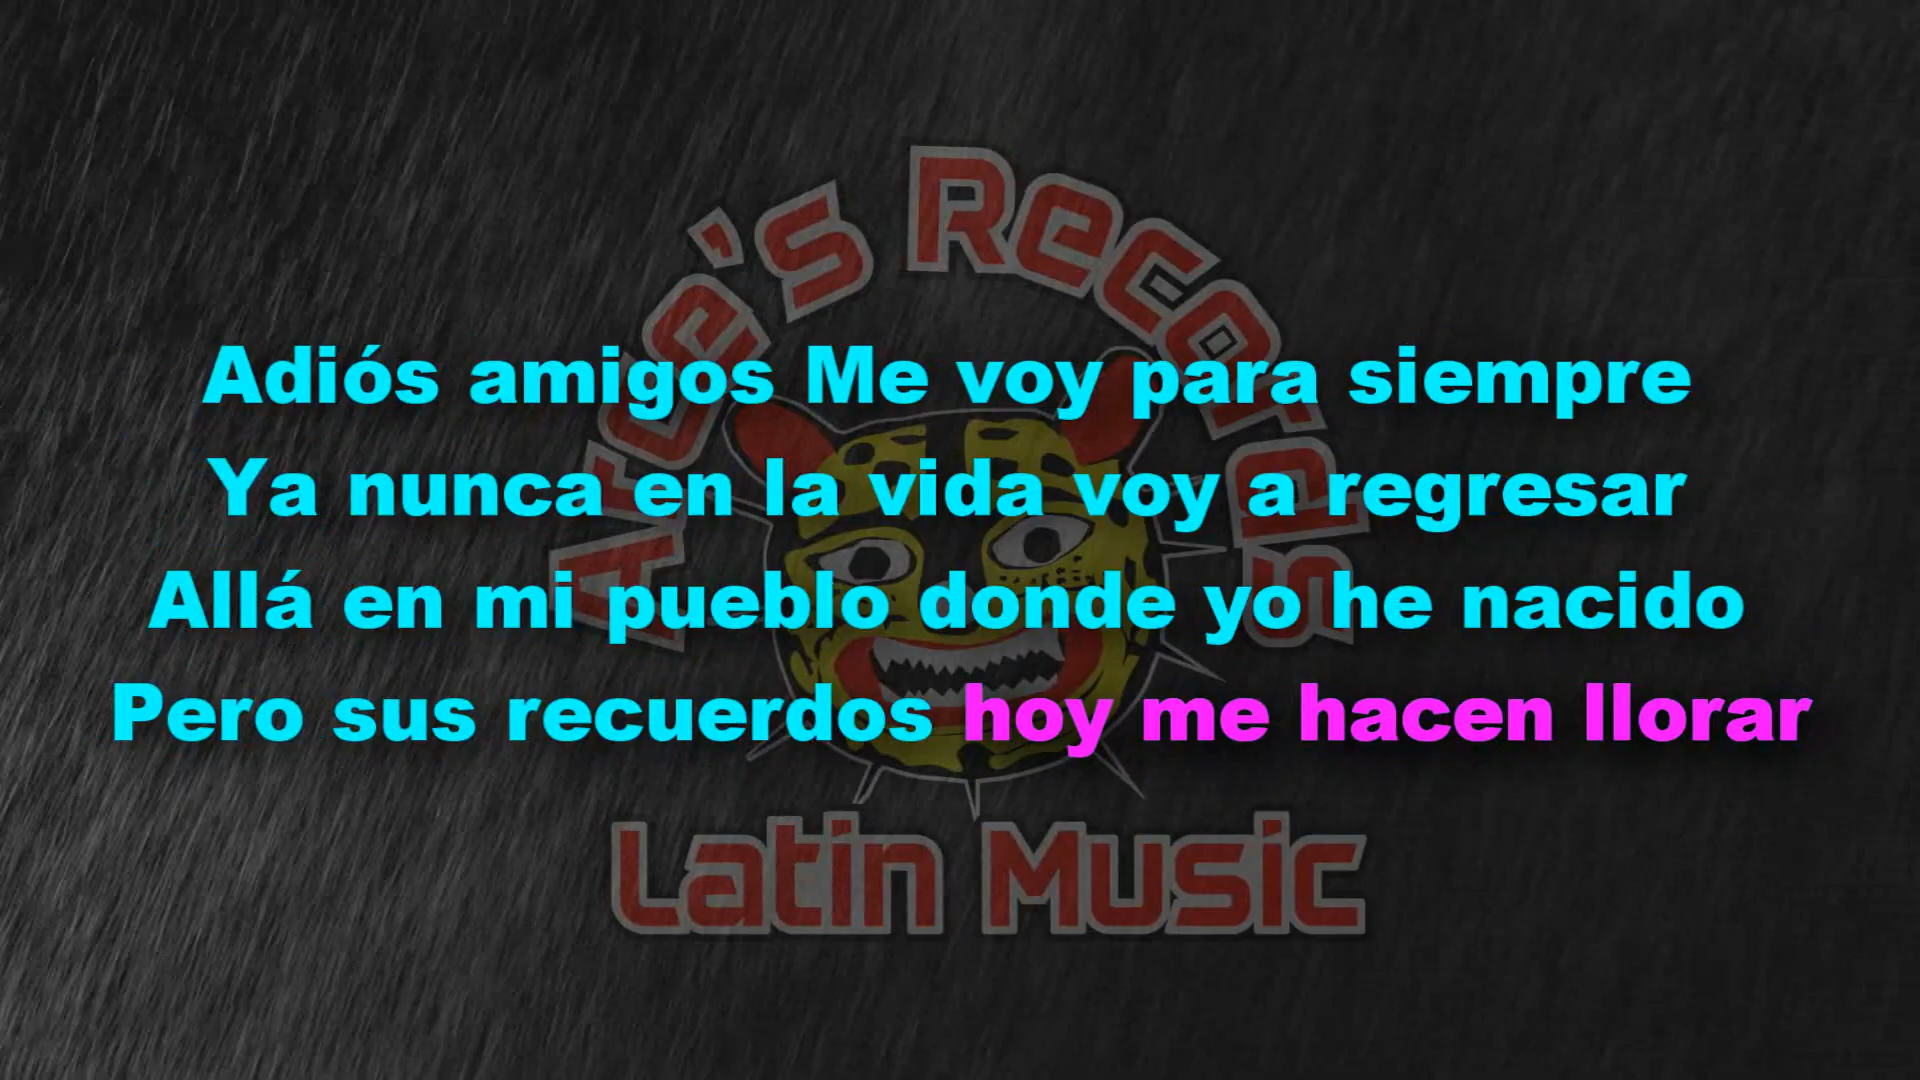 Arce's Records
Adiós amigos Me voy para siempre
Ya nunca en la vida voy a regresar
Allá en mi pueblo donde yo he nacido
Pero sus recuerdos hoy me hacen llorar
Latin Music